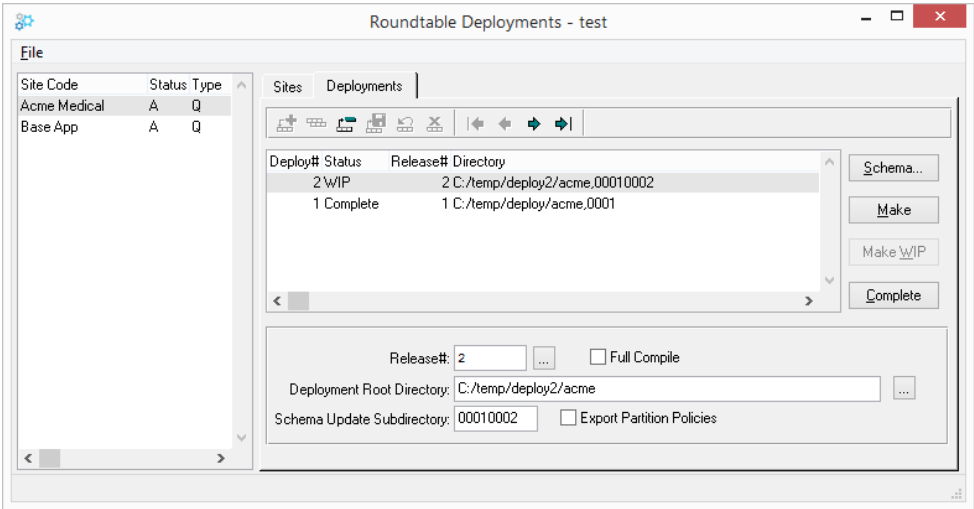 Roundtable Deployments - test
File
Site Code Status Type
Acme Medical A Q
Base App A Q
Sites Deployments
Deploy# Status Release# Directory
2 WIP 2 C:/temp/deploy2/acme,00010002
1 Complete 1 C:/temp/deploy/acme,0001
Schema...
Make
Make WIP
Complete
Release#: 2 ... Full Compile
Deployment Root Directory: C:/temp/deploy2/acme ...
Schema Update Subdirectory: 00010002 Export Partition Policies